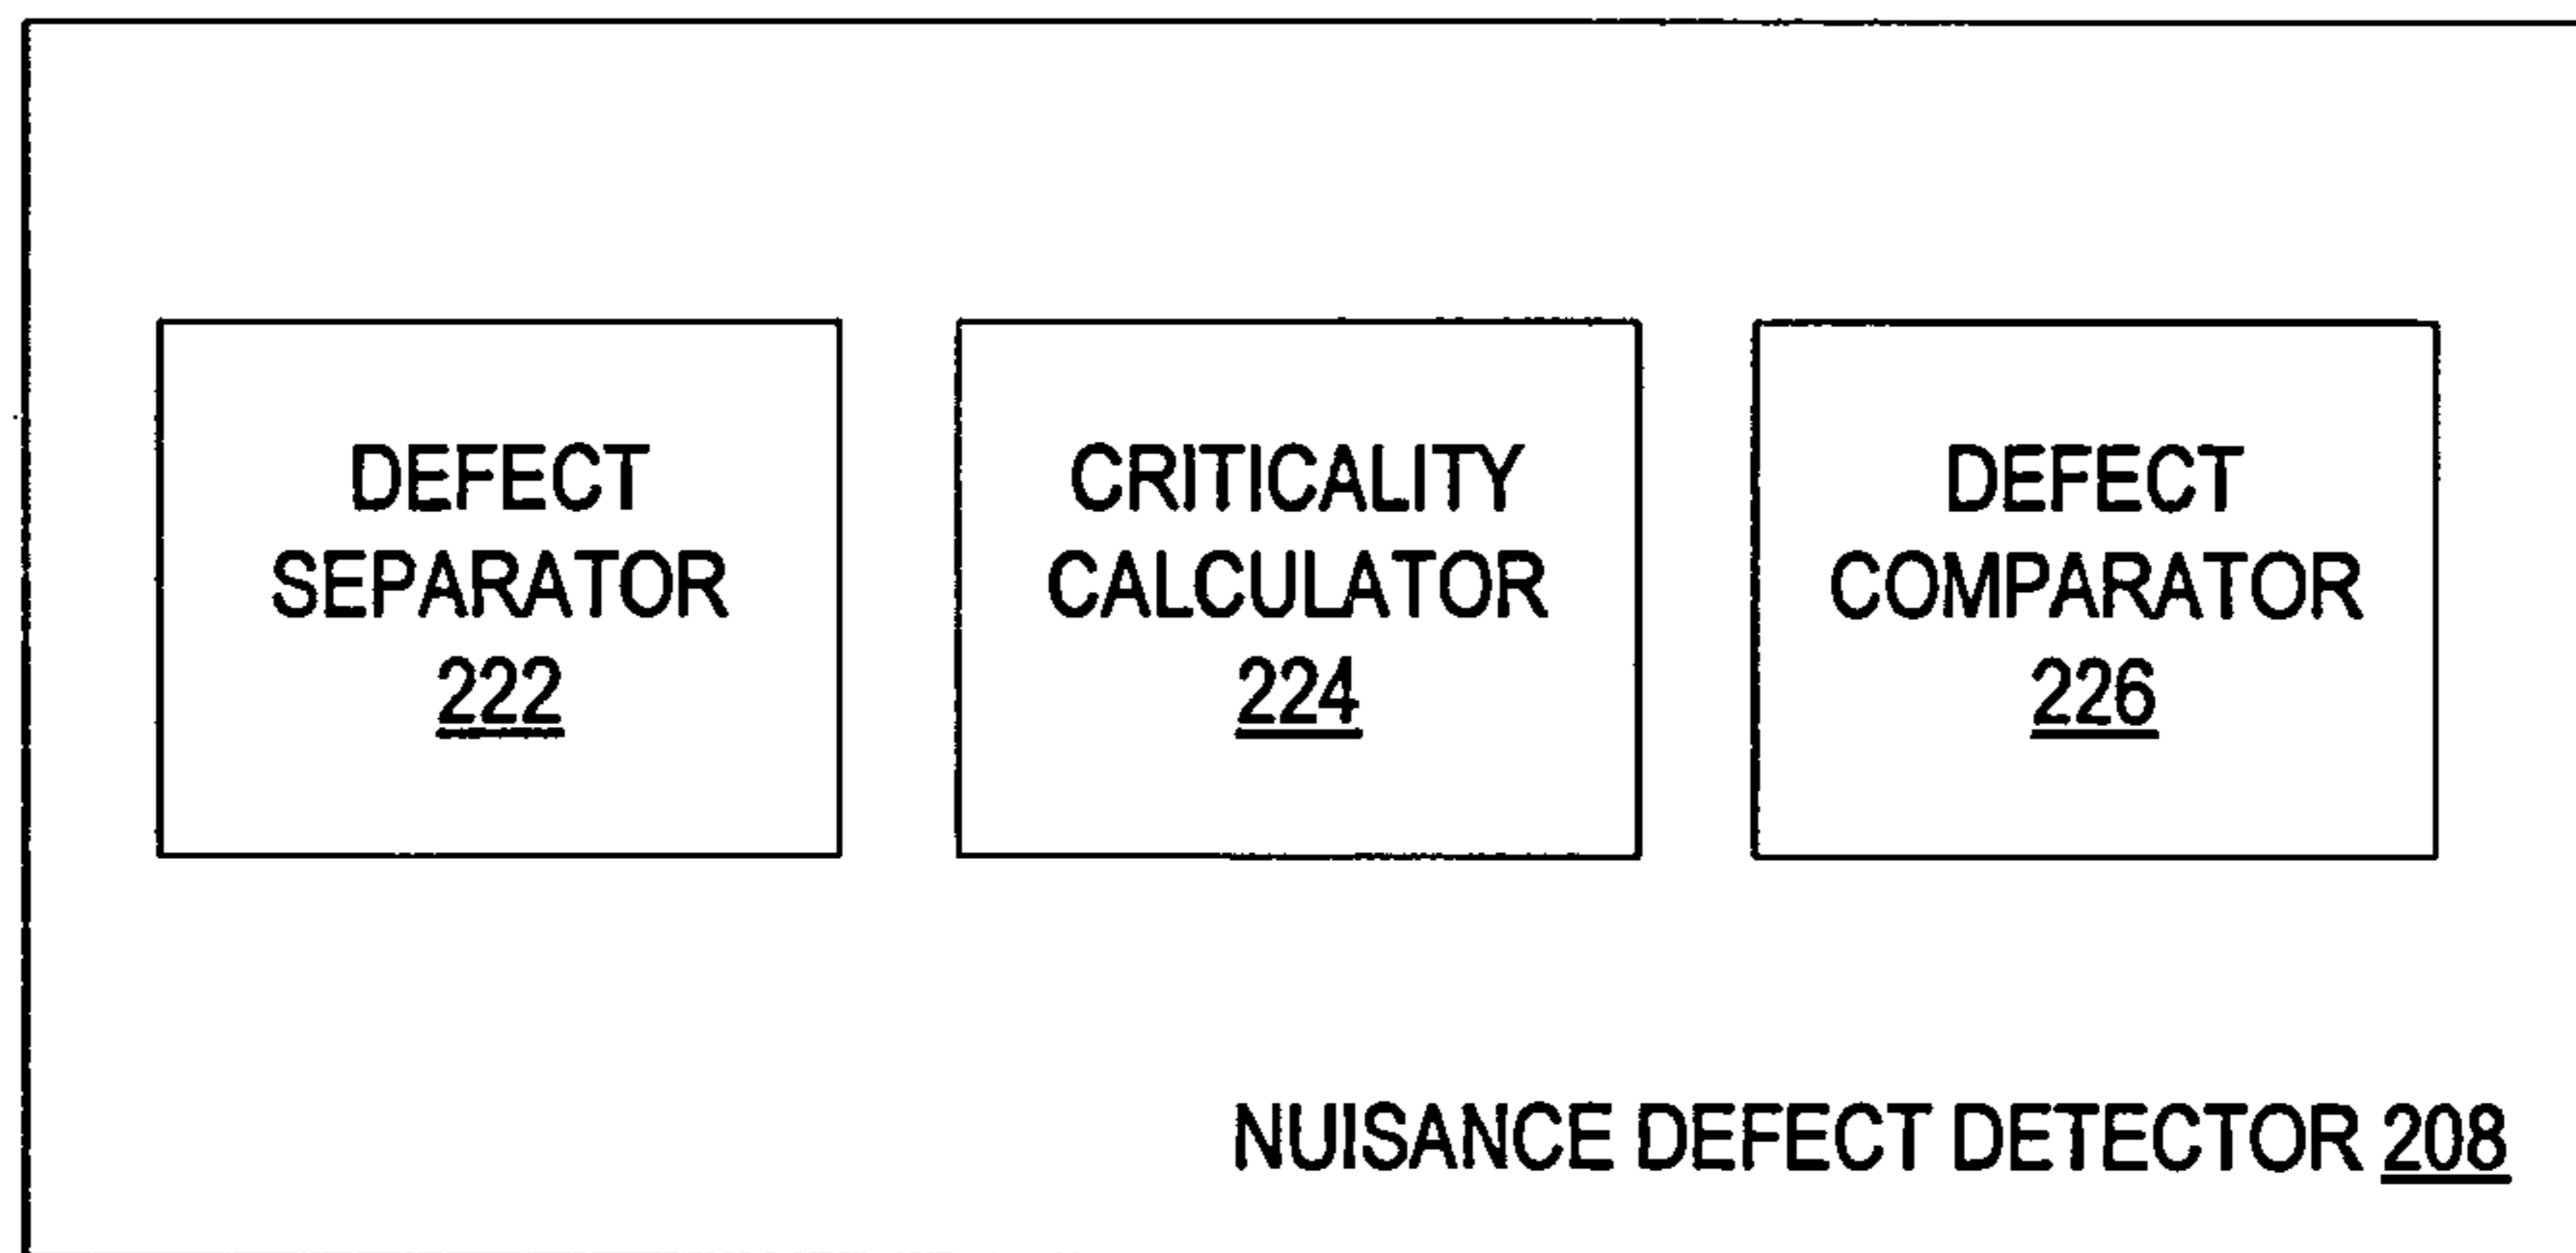 DEFECT
SEPARATOR
222
CRITICALITY
CALCULATOR
224
DEFECT
COMPARATOR
226
NUISANCE DEFECT DETECTOR 208